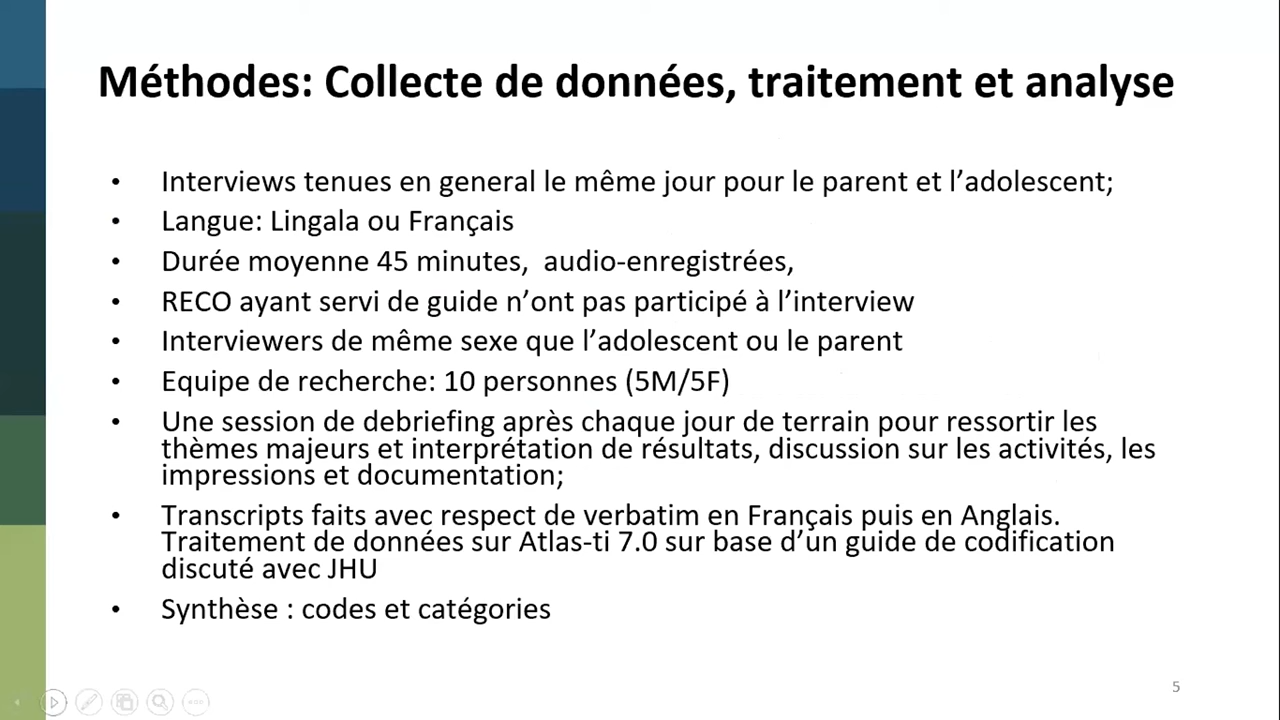 Méthodes: Collecte de données, traitement et analyse
• Interviews tenues en general le même jour pour le parent et l’adolescent;
• Langue: Lingala ou Français
• Durée moyenne 45 minutes,  audio-enregistrées,
• RECO ayant servi de guide n’ont pas participé à l’interview
• Interviewers de même sexe que l’adolescent ou le parent
• Equipe de recherche: 10 personnes (5M/5F)
• Une session de debriefing après chaque jour de terrain pour ressortir les
thèmes majeurs et interprétation de résultats, discussion sur les activités, les
impressions et documentation;
• Transcripts faits avec respect de verbatim en Français puis en Anglais.
Traitement de données sur Atlas-ti 7.0 sur base d’un guide de codification
discuté avec JHU
• Synthèse : codes et catégories
5